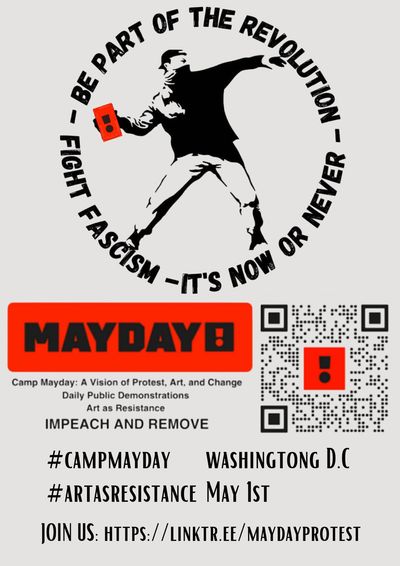 - BE PART OF THE REVOLUTION -
IT'S NOW OR NEVER
- FIGHT FASCISM -
MAYDAY!
Camp Mayday: A Vision of Protest, Art, and Change
Daily Public Demonstrations
Art as Resistance
IMPEACH AND REMOVE
#CAMPMAYDAY WASHINGTONG D.C
#ARTASRESISTANCE MAY 1ST
JOIN US: HTTPS://LINKTR.EE/MAYDAYPROTEST